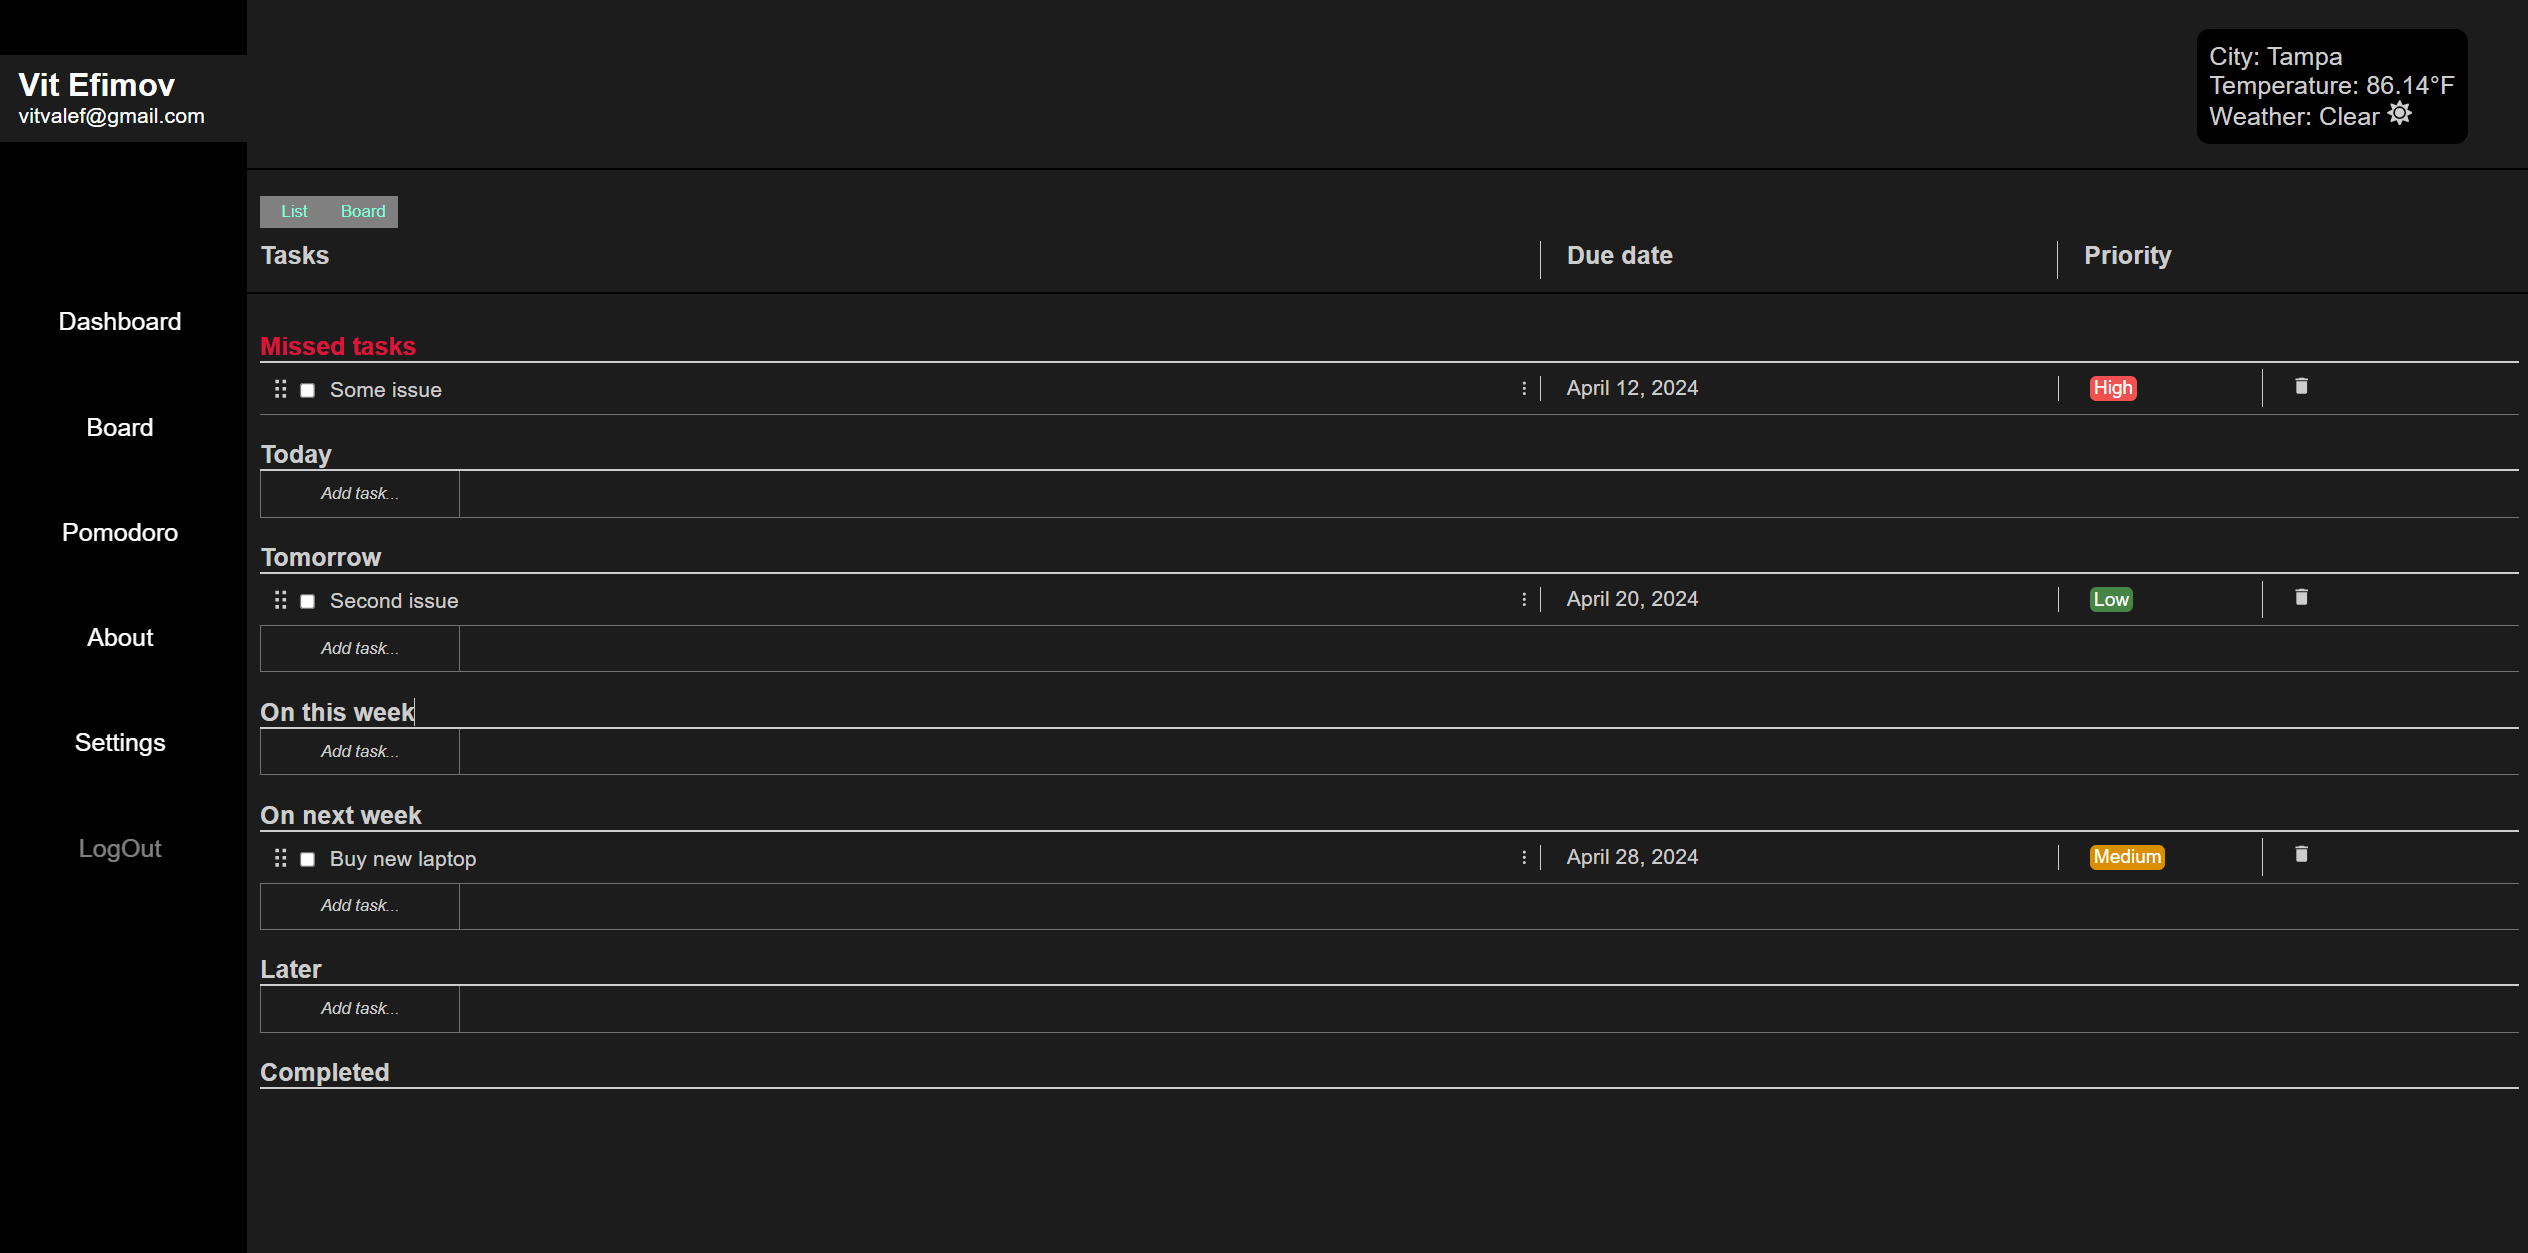 Vit Efimov
vitvalef@gmail.com
Dashboard
Board
Pomodoro
About
Settings
LogOut
City: Tampa
Temperature: 86.14°F
Weather: Clear
List Board
Tasks Due date Priority
Missed tasks
Some issue April 12, 2024 High
Today
Add task...
Tomorrow
Second issue April 20, 2024 Low
Add task...
On this week
Add task...
On next week
Buy new laptop April 28, 2024 Medium
Add task...
Later
Add task...
Completed